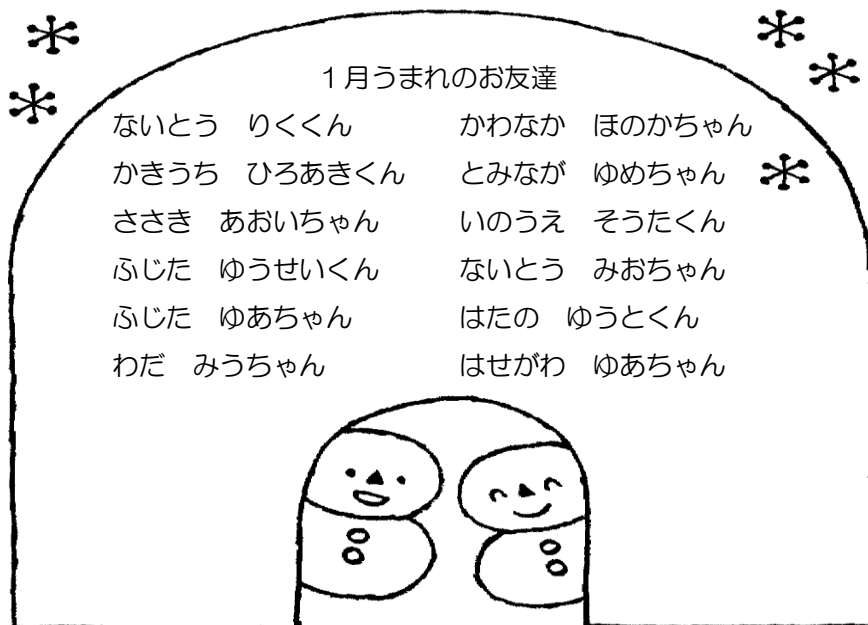 1月うまれのお友達
ないとう　りくくん　かわなか　ほのかちゃん
かきうち　ひろあきくん　とみなが　ゆめちゃん
ささき　あおいちゃん　いのうえ　そうたくん
ふじた　ゆうせいくん　ないとう　みおちゃん
ふじた　ゆあちゃん　はたの　ゆうとくん
わだ　みうちゃん　はせがわ　ゆあちゃん